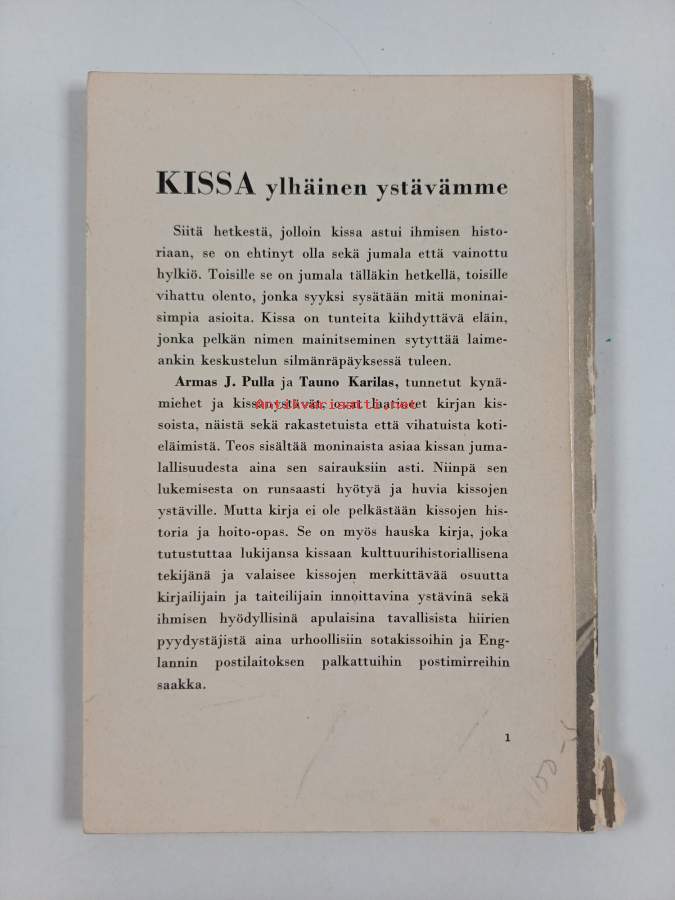 KISSA ylhäinen ystävämme
Siitä hetkestä, jolloin kissa astui ihmisen histo-
riaan, se on ehtinyt olla sekä jumala että vainottu
hylkiö. Toisille se on jumala tälläkin hetkellä, toisille
vihattu olento, jonka syyksi sysätään mitä moninai-
simpia asioita. Kissa on tunteita kiihdyttävä eläin,
jonka pelkän nimen mainitseminen sytyttää laime-
ankin keskustelun silmänräpäyksessä tuleen.
Armas J. Pulla ja Tauno Karilas, tunnetut kynä-
miehet ja kissanystävät, ovat laatineet kirjan kis-
Antikvariaatti.net
soista, näistä sekä rakastetuista että vihatuista koti-
eläimistä. Teos sisältää moninaista asiaa kissan juma-
lallisuudesta aina sen sairauksiin asti. Niinpä sen
lukemisesta on runsaasti hyötyä ja huvia kissojen
ystäville. Mutta kirja ei ole pelkästään kissojen his-
toria ja hoito-opas. Se on myös hauska kirja, joka
tutustuttaa lukijansa kissaan kulttuurihistoriallisena
tekijänä ja valaisee kissojen merkittävää osuutta
kirjailijain ja taiteilijain innoittavina ystävinä sekä
ihmisen hyödyllisinä apulaisina tavallisista hiirien
pyydystäjistä aina urhoollisiin sotakissoihin ja Eng-
lannin postilaitoksen palkattuihin postimirreihin
saakka.
1